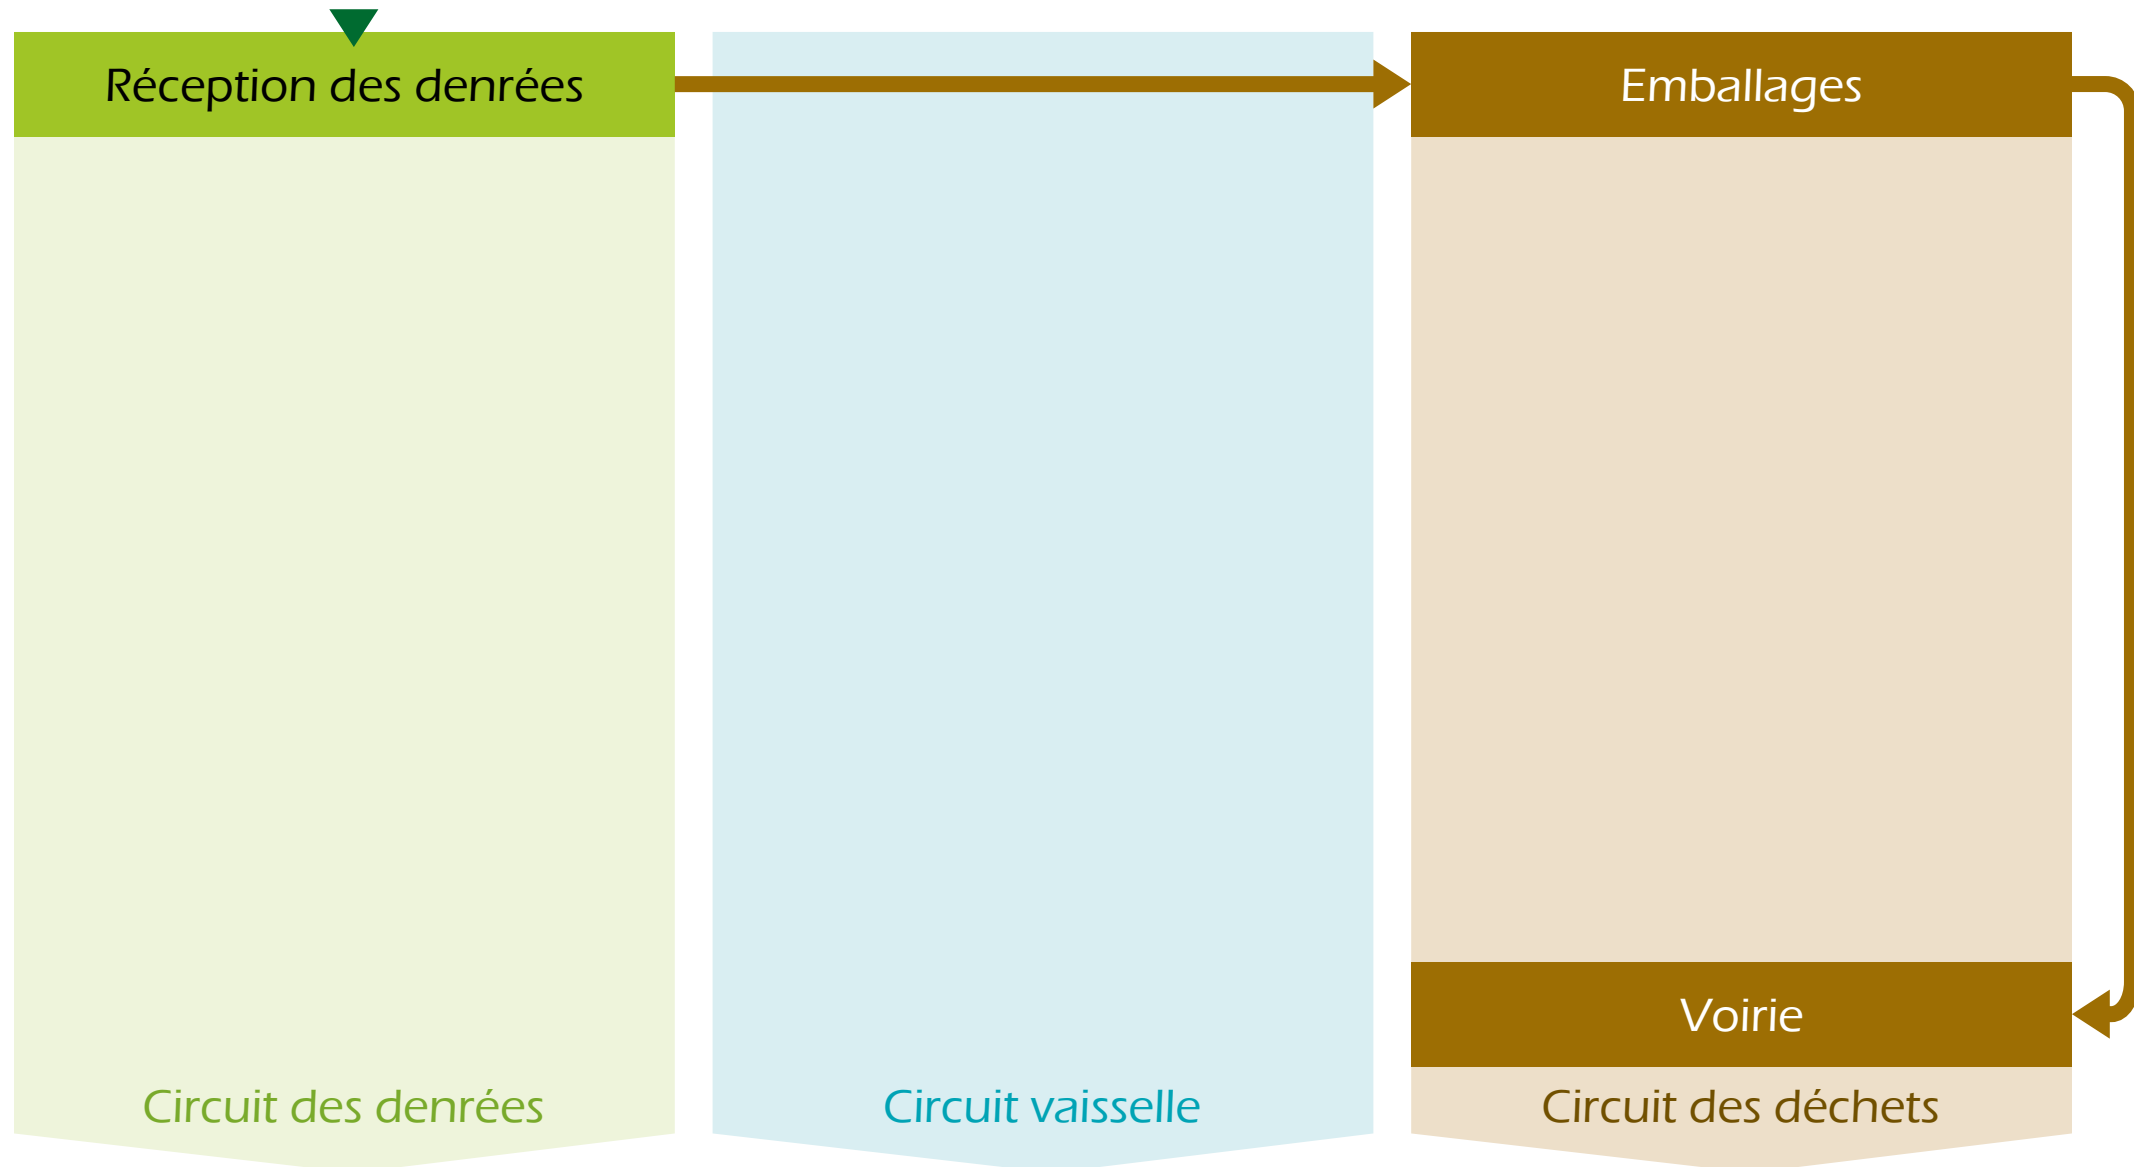 Réception des denrées
Emballages
Voirie
Circuit des denrées
Circuit vaisselle
Circuit des déchets